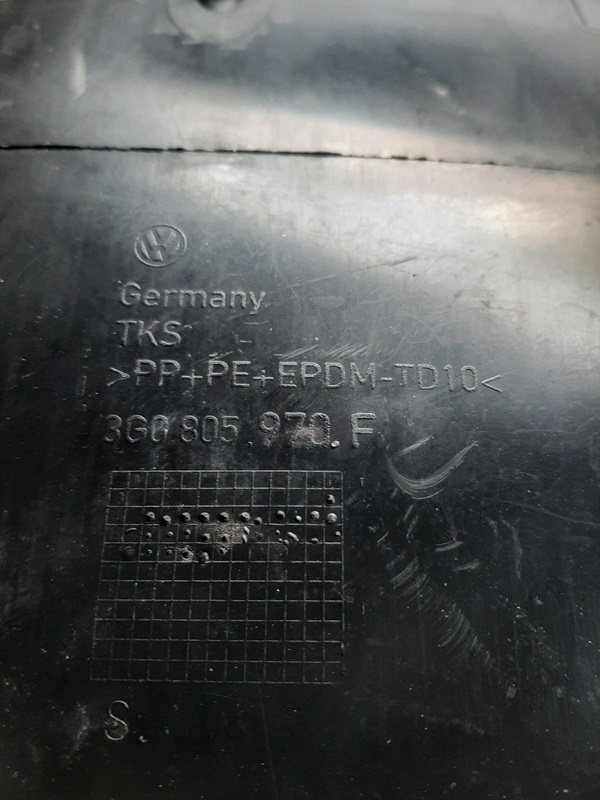 Germany
TKS
>PP+PE+EPDM-TD10<
3G0 805 970 F
S.